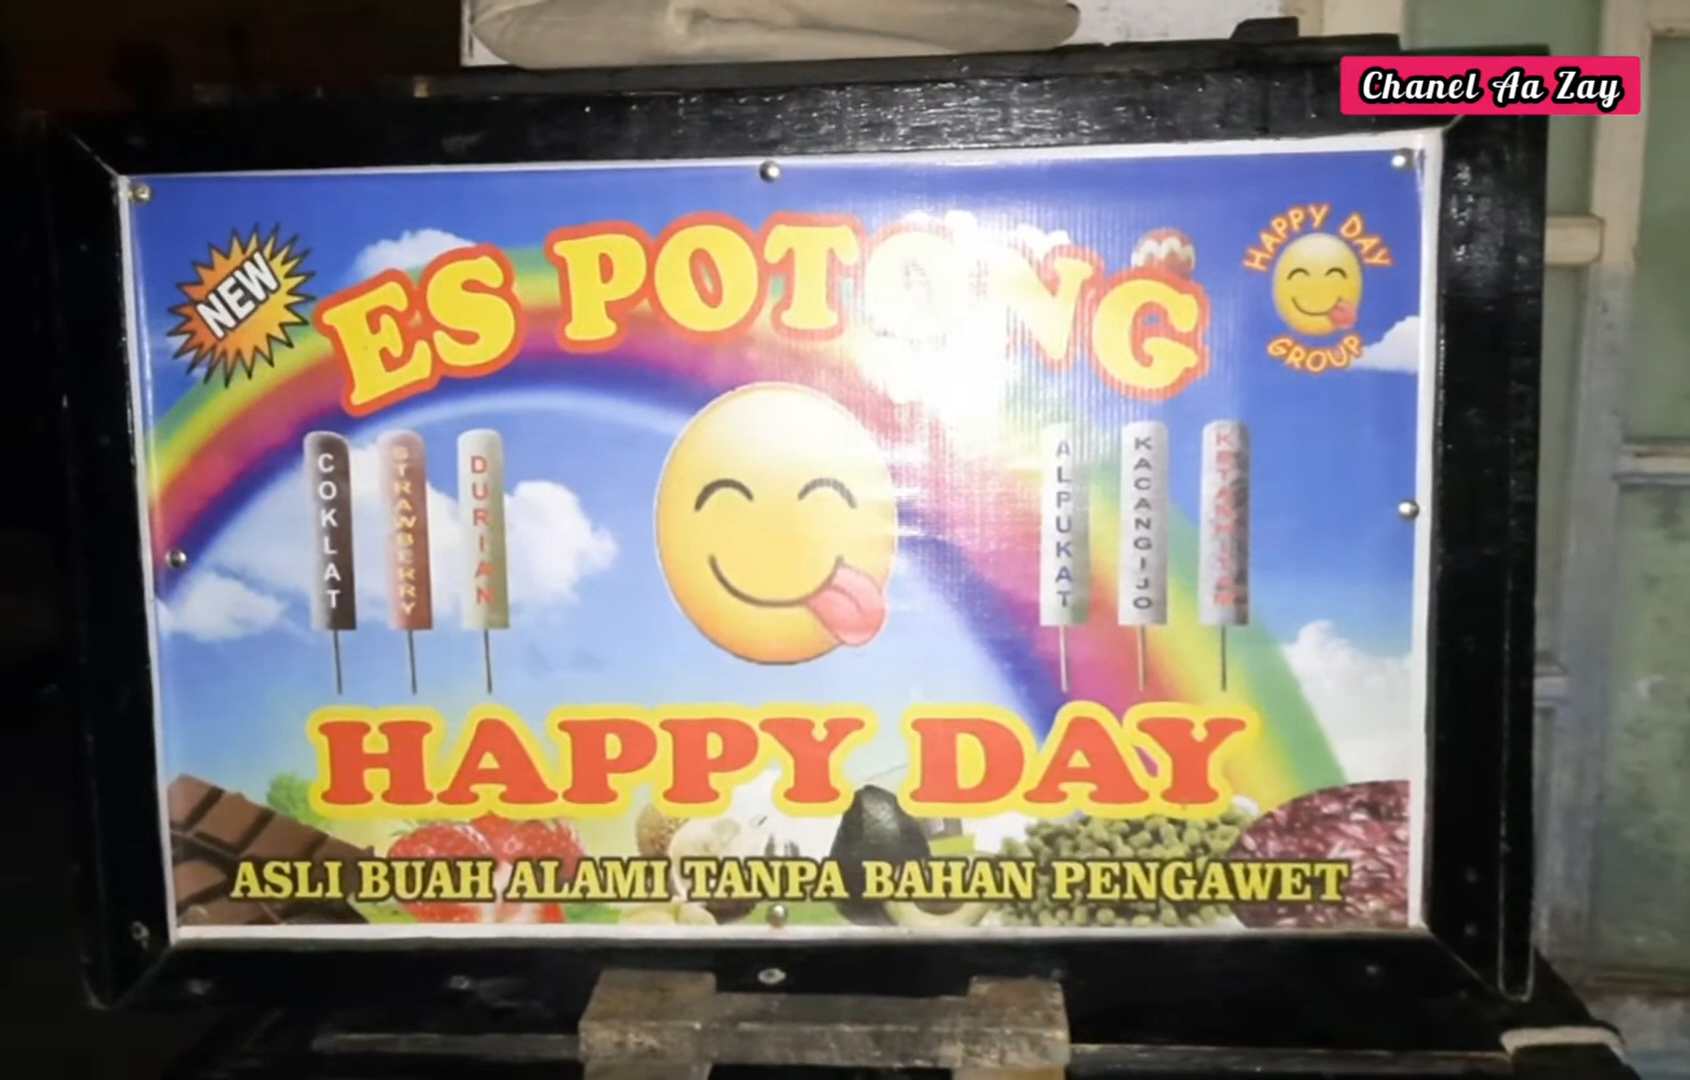 Chanel Aa Zay
NEW
ES POTONG
HAPPY DAY
GROUP
COKLAT
STRAWBERRY
DURIAN
ALPUKAT
KACANGIJO
KETANHITAM
HAPPY DAY
ASLI BUAH ALAMI TANPA BAHAN PENGAWET